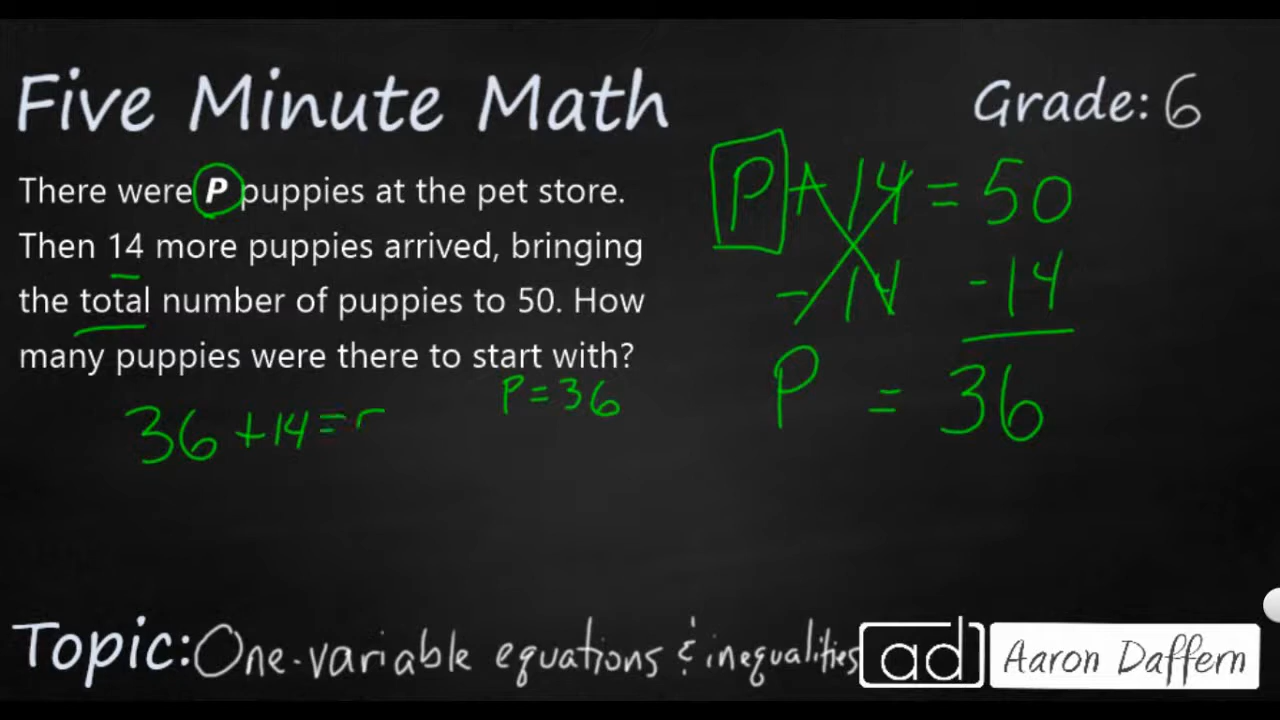 Five Minute Math
Grade: 6
There were P puppies at the pet store.
Then 14 more puppies arrived, bringing
the total number of puppies to 50. How
many puppies were there to start with?
P = 36
36 + 14 =
P + 14 = 50
- 14 - 14
P = 36
Topic: One-variable equations & inequalities
ad Aaron Daffern